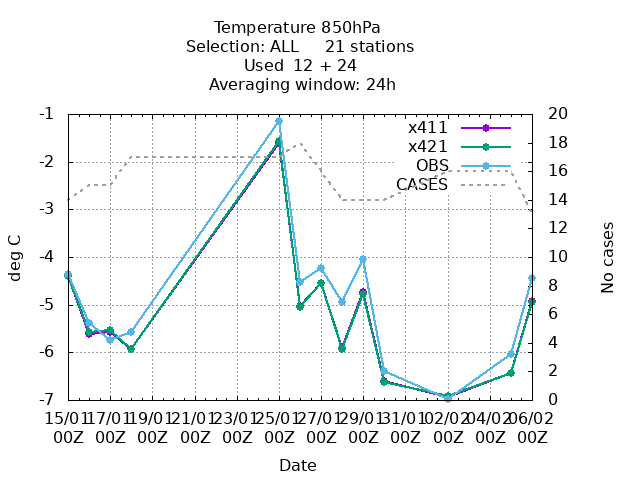 Temperature 850hPa
Selection: ALL 21 stations
Used 12 + 24
Averaging window: 24h
-1
-2
-3
-4
-5
-6
-7
deg C
20
18
16
14
12
10
8
6
4
2
0
No cases
x411
x421
OBS
CASES
15/01 17/01 19/01 21/01 23/01 25/01 27/01 29/01 31/01 02/02 04/02 06/02
00Z 00Z 00Z 00Z 00Z 00Z 00Z 00Z 00Z 00Z 00Z 00Z
Date